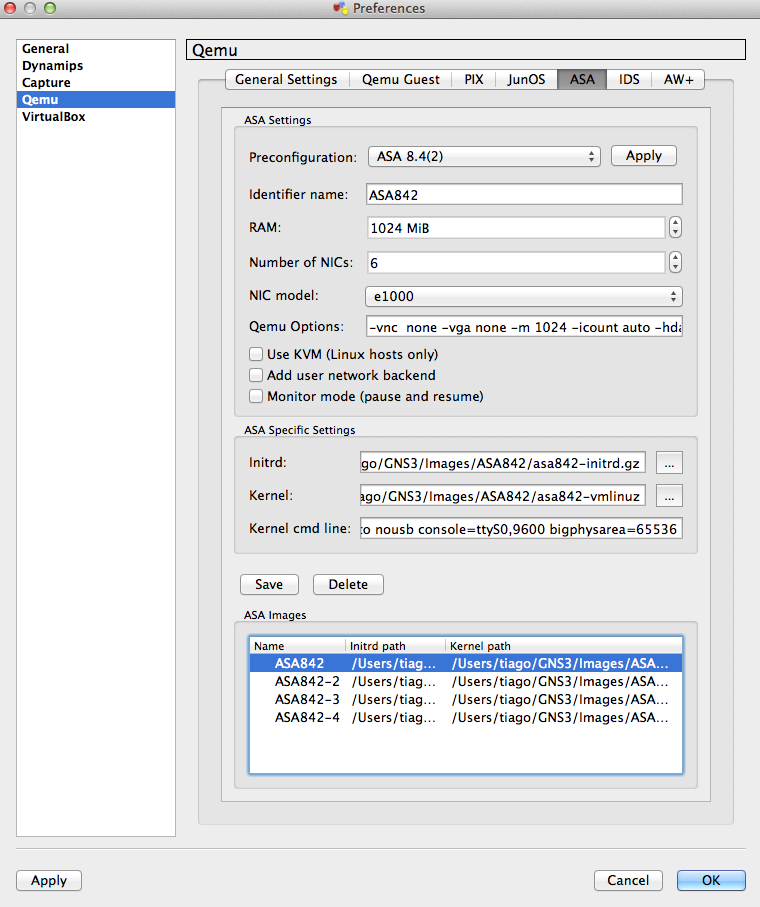 Preferences
General
Dynamips
Capture
Qemu
VirtualBox
Qemu
General Settings Qemu Guest PIX JunOS ASA IDS AW+
ASA Settings
Preconfiguration: ASA 8.4(2) Apply
Identifier name: ASA842
RAM: 1024 MiB
Number of NICs: 6
NIC model: e1000
Qemu Options: -vnc none -vga none -m 1024 -icount auto -hda
Use KVM (Linux hosts only)
Add user network backend
Monitor mode (pause and resume)
ASA Specific Settings
Initrd: go/GNS3/Images/ASA842/asa842-initrd.gz ...
Kernel: ago/GNS3/Images/ASA842/asa842-vmlinuz ...
Kernel cmd line: to nousb console=ttyS0,9600 bigphysarea=65536
Save Delete
ASA Images
Name Initrd path Kernel path
ASA842 /Users/tiag... /Users/tiago/GNS3/Images/ASA...
ASA842-2 /Users/tiag... /Users/tiago/GNS3/Images/ASA...
ASA842-3 /Users/tiag... /Users/tiago/GNS3/Images/ASA...
ASA842-4 /Users/tiag... /Users/tiago/GNS3/Images/ASA...
Apply Cancel OK